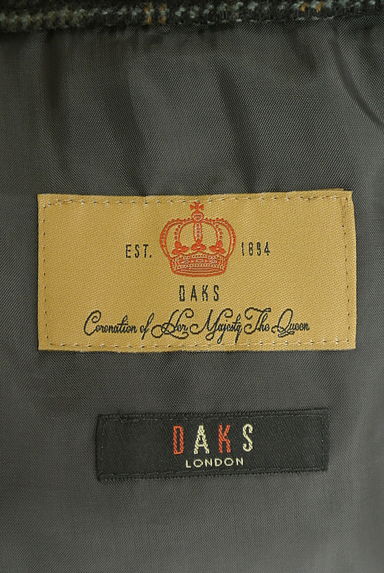 EST. 1894
DAKS
Coronation of Her Majesty The Queen
DAKS
LONDON